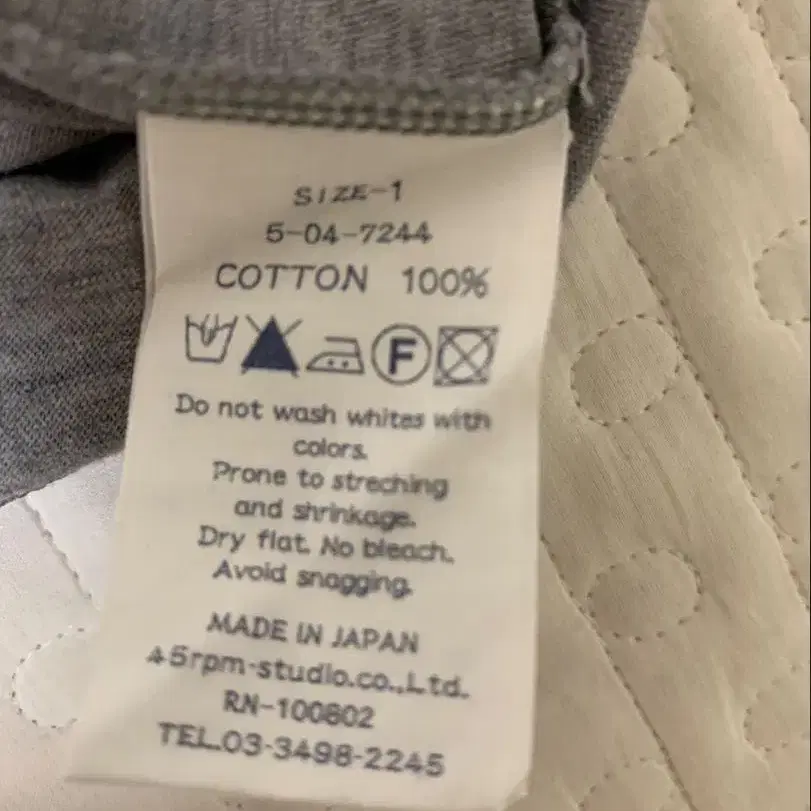 SIZE-1
5-04-7244
COTTON 100%
F
Do not wash whites with
colors.
Prone to streching
and shrinkage.
Dry flat. No bleach.
Avoid snagging.
MADE IN JAPAN
45rpm-studio.co.,Ltd.
RN-100802
TEL.03-3498-2245